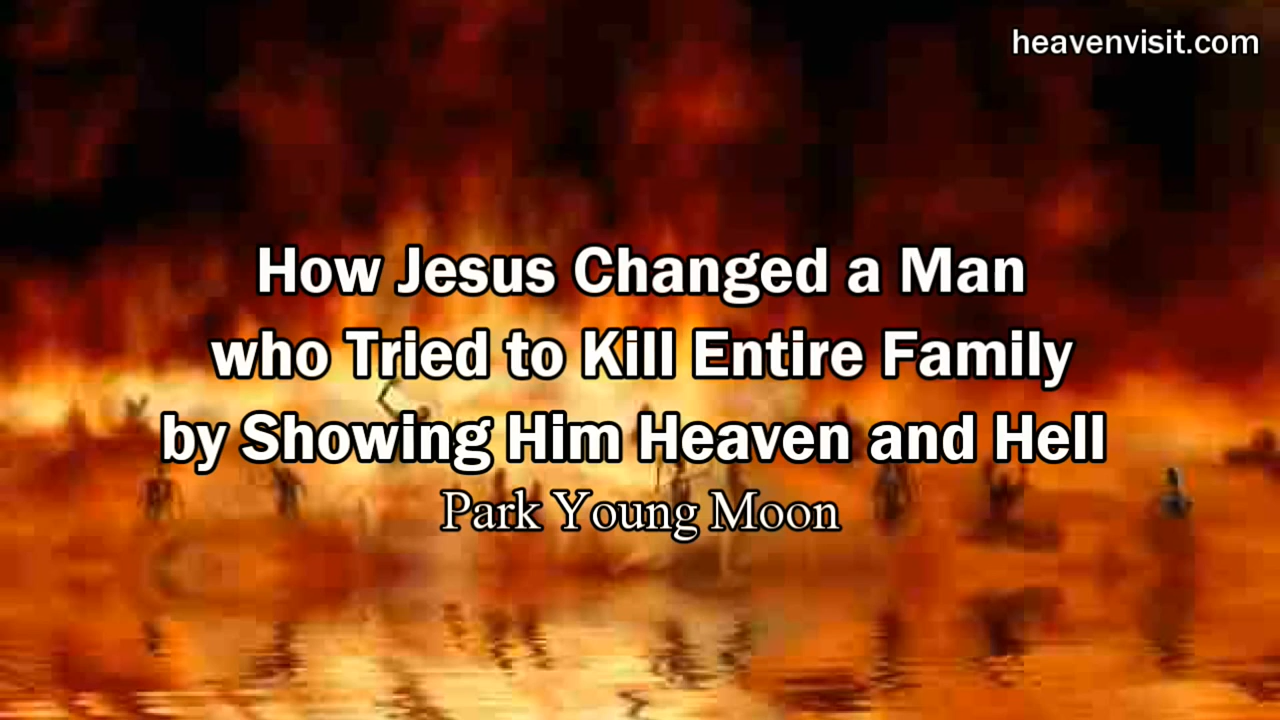 heavenvisit.com
How Jesus Changed a Man
who Tried to Kill Entire Family
by Showing Him Heaven and Hell
Park Young Moon